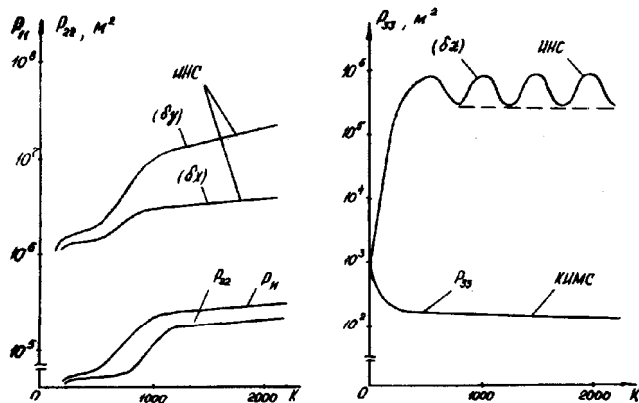 P₁₁ P₂₂, м²
10⁸
10⁷
10⁶
10⁵
0
1000
2000
К
ИНС
(δy)
(δx)
P₂₂
P₁₁
P₃₃, м²
10⁶
10⁵
10⁴
10³
10²
0
1000
2000
К
(δz)
ИНС
P₃₃
КИМС